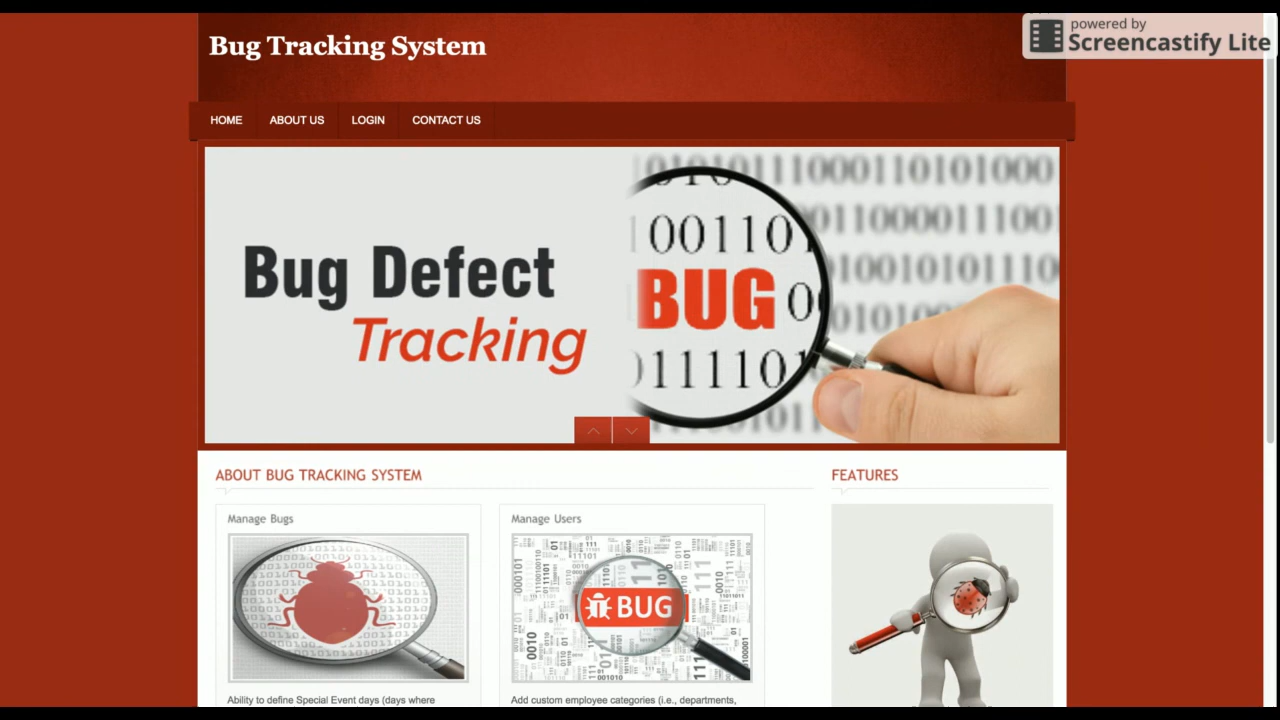 powered by
Screencastify Lite
Bug Tracking System
HOME ABOUT US LOGIN CONTACT US
Bug Defect
Tracking
BUG
ABOUT BUG TRACKING SYSTEM
FEATURES
Manage Bugs
Manage Users
BUG
Ability to define Special Event days (days where
Add custom employee categories (i.e., departments,